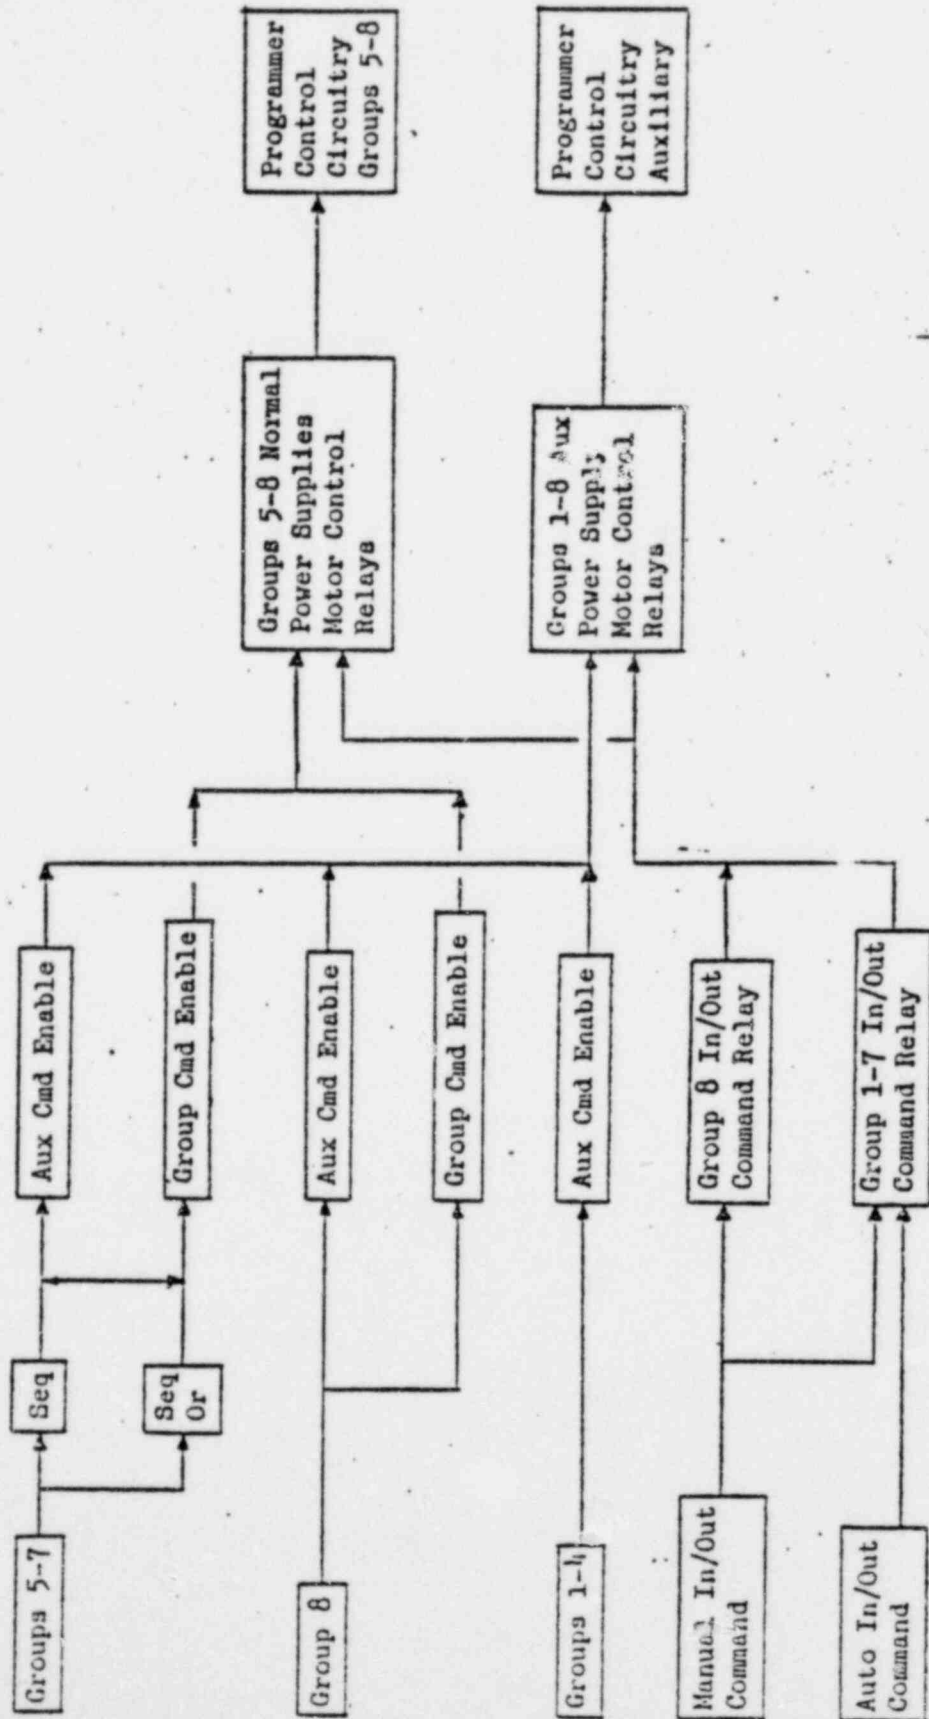 Groups 5-7
Seq
Seq
Or
Aux Cmd Enable
Group Cmd Enable
Group 8
Aux Cmd Enable
Group Cmd Enable
Groups 1-4
Aux Cmd Enable
Manual In/Out
Command
Group 8 In/Out
Command Relay
Auto In/Out
Command
Group 1-7 In/Out
Command Relay
Groups 5-8 Normal
Power Supplies
Motor Control
Relays
Groups 1-8 Aux
Power Supply
Motor Control
Relays
Programmer
Control
Circuitry
Groups 5-8
Programmer
Control
Circuitry
Auxiliary